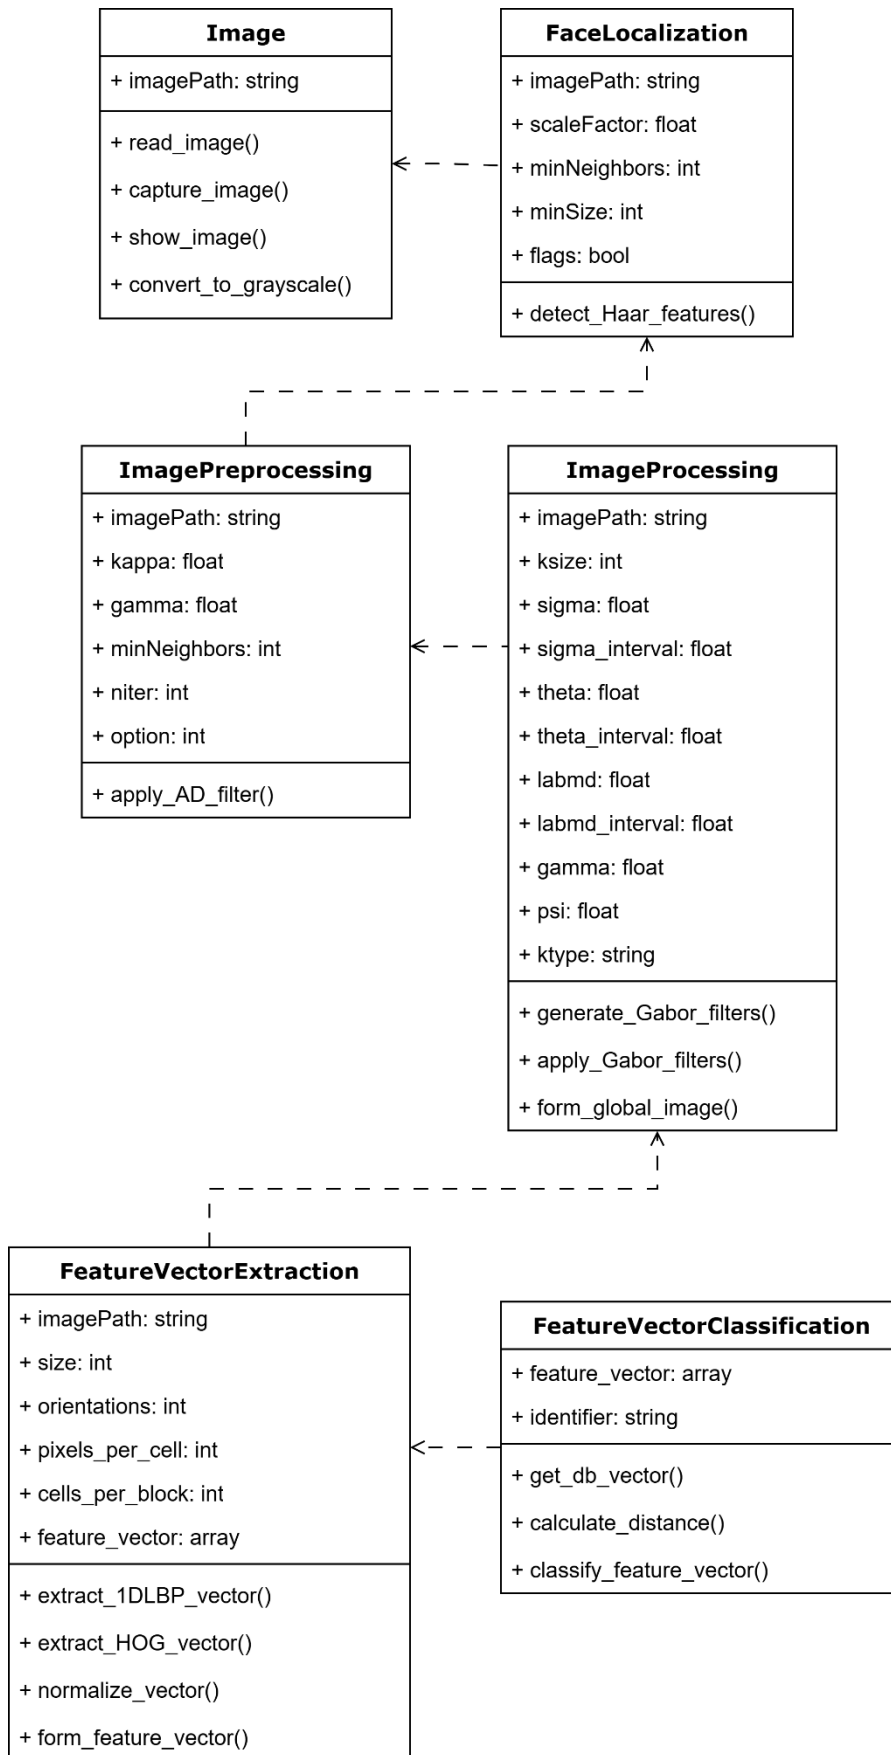 Image
+ imagePath: string
+ read_image()
+ capture_image()
+ show_image()
+ convert_to_grayscale()
FaceLocalization
+ imagePath: string
+ scaleFactor: float
+ minNeighbors: int
+ minSize: int
+ flags: bool
+ detect_Haar_features()
ImagePreprocessing
+ imagePath: string
+ kappa: float
+ gamma: float
+ minNeighbors: int
+ niter: int
+ option: int
+ apply_AD_filter()
ImageProcessing
+ imagePath: string
+ ksize: int
+ sigma: float
+ sigma_interval: float
+ theta: float
+ theta_interval: float
+ labmd: float
+ labmd_interval: float
+ gamma: float
+ psi: float
+ ktype: string
+ generate_Gabor_filters()
+ apply_Gabor_filters()
+ form_global_image()
FeatureVectorExtraction
+ imagePath: string
+ size: int
+ orientations: int
+ pixels_per_cell: int
+ cells_per_block: int
+ feature_vector: array
+ extract_1DLBP_vector()
+ extract_HOG_vector()
+ normalize_vector()
+ form_feature_vector()
FeatureVectorClassification
+ feature_vector: array
+ identifier: string
+ get_db_vector()
+ calculate_distance()
+ classify_feature_vector()